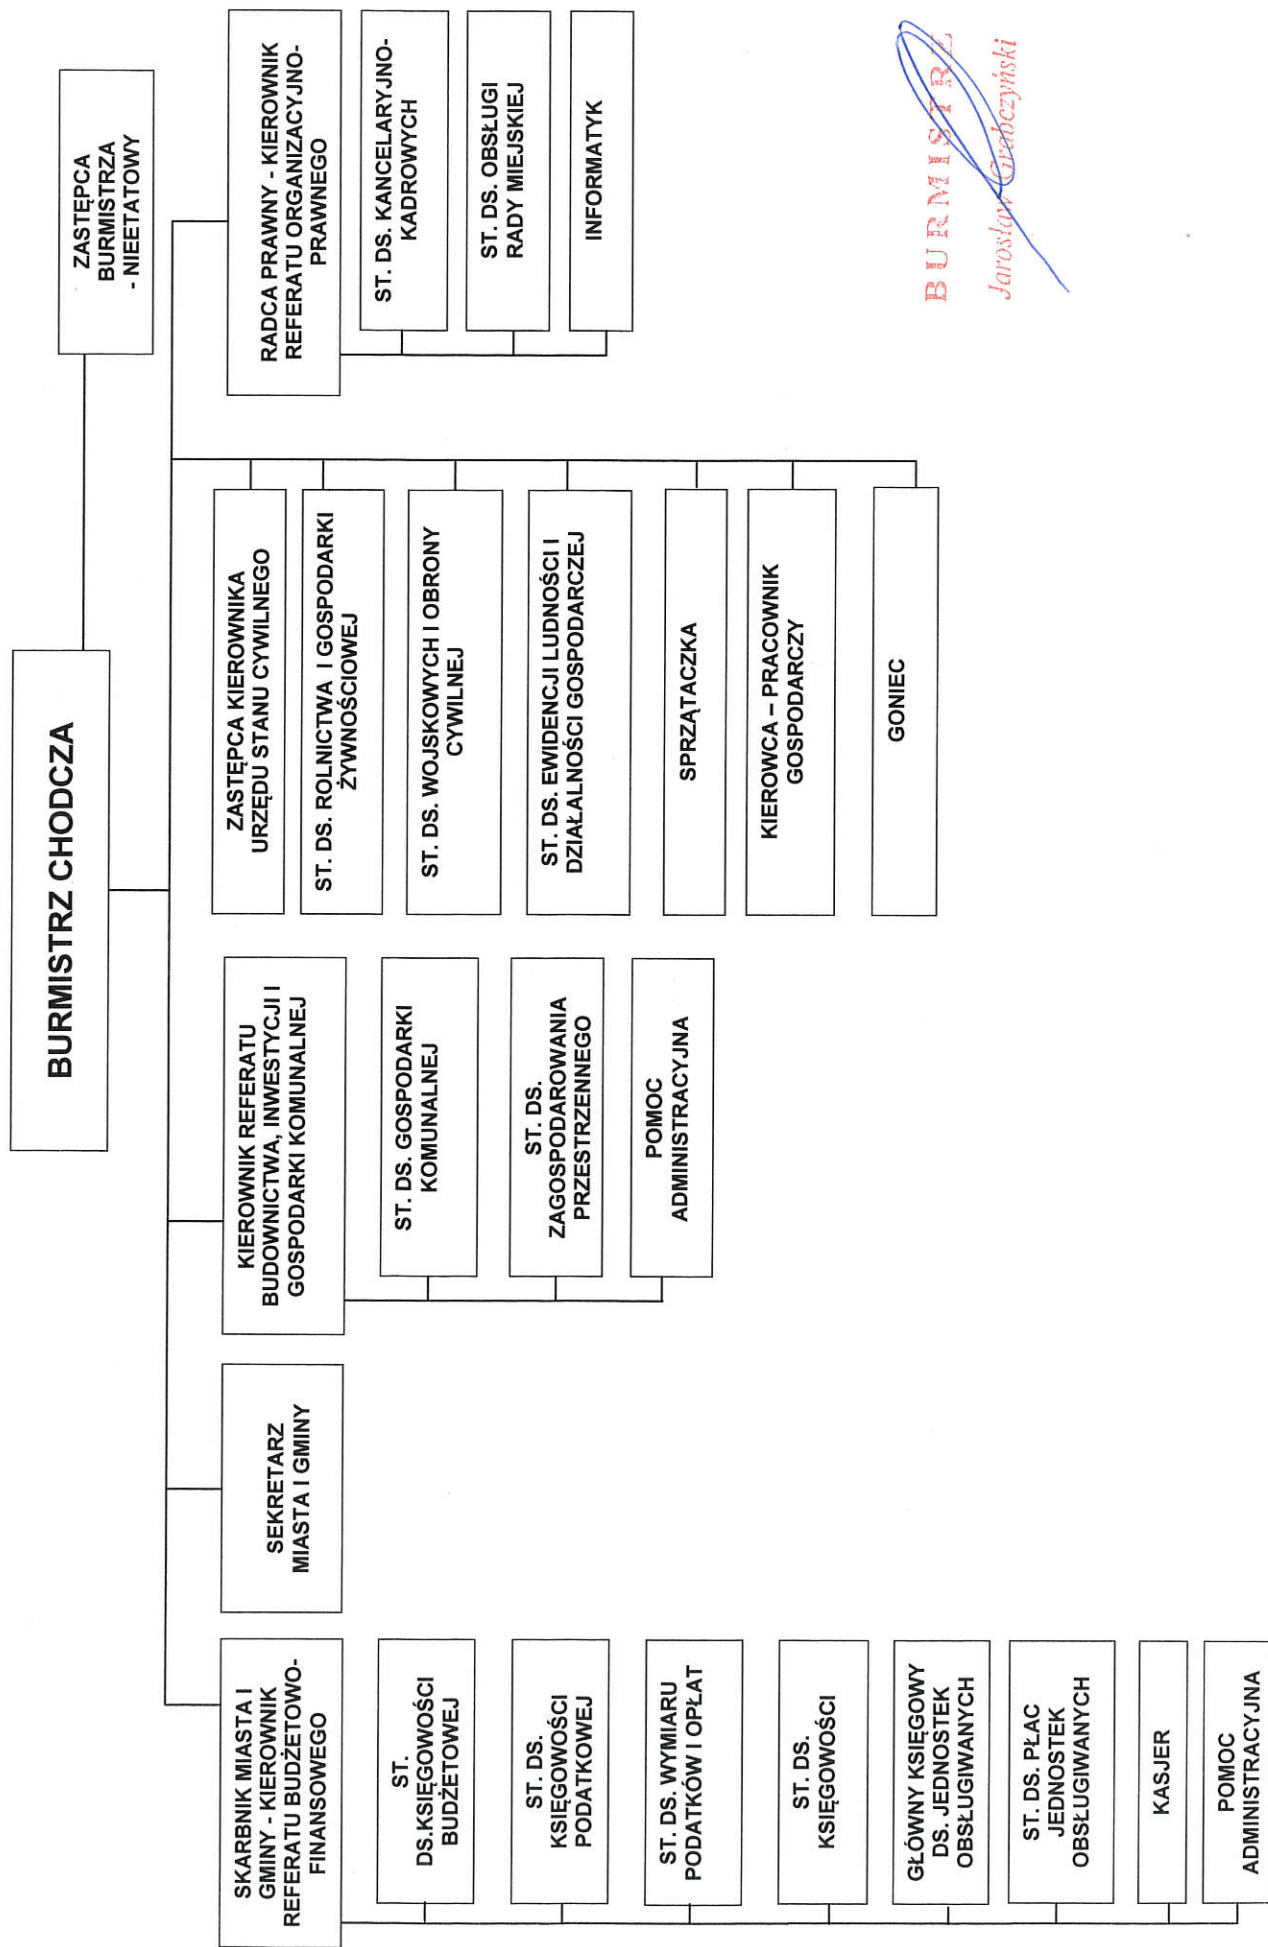 BURMISTRZ CHODCZA
ZASTĘPCA
BURMISTRZA
- NIEETATOWY
SKARBNIK MIASTA I
GMINY - KIEROWNIK
REFERATU BUDŻETOWO-
FINANSOWEGO
ST.
DS.KSIĘGOWOŚCI
BUDŻETOWEJ
ST. DS.
KSIĘGOWOŚCI
PODATKOWEJ
ST. DS. WYMIARU
PODATKÓW I OPŁAT
ST. DS.
KSIĘGOWOŚCI
GŁÓWNY KSIĘGOWY
DS. JEDNOSTEK
OBSŁUGIWANYCH
ST. DS. PŁAC
JEDNOSTEK
OBSŁUGIWANYCH
KASJER
POMOC
ADMINISTRACYJNA
SEKRETARZ
MIASTA I GMINY
KIEROWNIK REFERATU
BUDOWNICTWA, INWESTYCJI I
GOSPODARKI KOMUNALNEJ
ST. DS. GOSPODARKI
KOMUNALNEJ
ST. DS.
ZAGOSPODAROWANIA
PRZESTRZENNEGO
POMOC
ADMINISTRACYJNA
ZASTĘPCA KIEROWNIKA
URZĘDU STANU CYWILNEGO
ST. DS. ROLNICTWA I GOSPODARKI
ŻYWNOŚCIOWEJ
ST. DS. WOJSKOWYCH I OBRONY
CYWILNEJ
ST. DS. EWIDENCJI LUDNOŚCI I
DZIAŁALNOŚCI GOSPODARCZEJ
SPRZĄTACZKA
KIEROWCA – PRACOWNIK
GOSPODARCZY
GONIEC
RADCA PRAWNY - KIEROWNIK
REFERATU ORGANIZACYJNO-
PRAWNEGO
ST. DS. KANCELARYJNO-
KADROWYCH
ST. DS. OBSŁUGI
RADY MIEJSKIEJ
INFORMATYK
BURMISTRZ
Jarosław Grabczyński